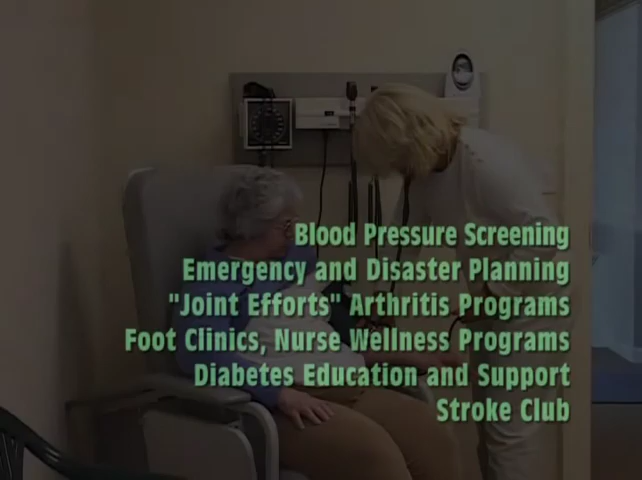 Blood Pressure Screening
Emergency and Disaster Planning
"Joint Efforts" Arthritis Programs
Foot Clinics, Nurse Wellness Programs
Diabetes Education and Support
Stroke Club